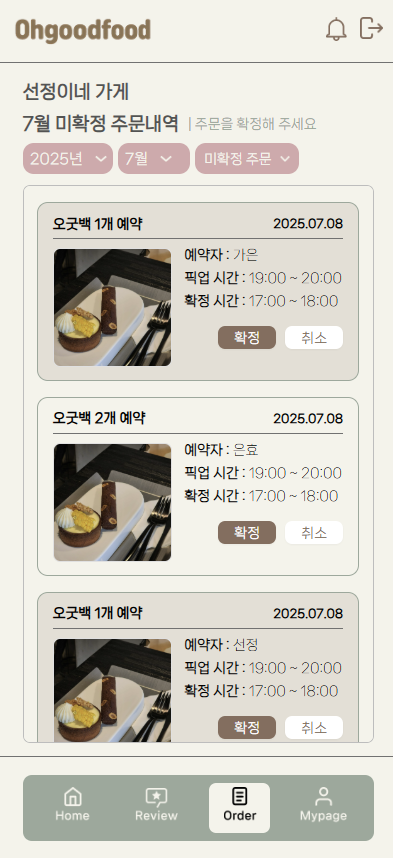 Ohgoodfood
선정이네 가게
7월 미확정 주문내역 | 주문을 확정해 주세요
2025년 7월 미확정 주문
오굿백 1개 예약 2025.07.08
예약자 : 가은
픽업 시간 : 19:00 ~ 20:00
확정 시간 : 17:00 ~ 18:00
확정 취소
오굿백 2개 예약 2025.07.08
예약자 : 은효
픽업 시간 : 19:00 ~ 20:00
확정 시간 : 17:00 ~ 18:00
확정 취소
오굿백 1개 예약 2025.07.08
예약자 : 선정
픽업 시간 : 19:00 ~ 20:00
확정 시간 : 17:00 ~ 18:00
확정 취소
Home Review Order Mypage